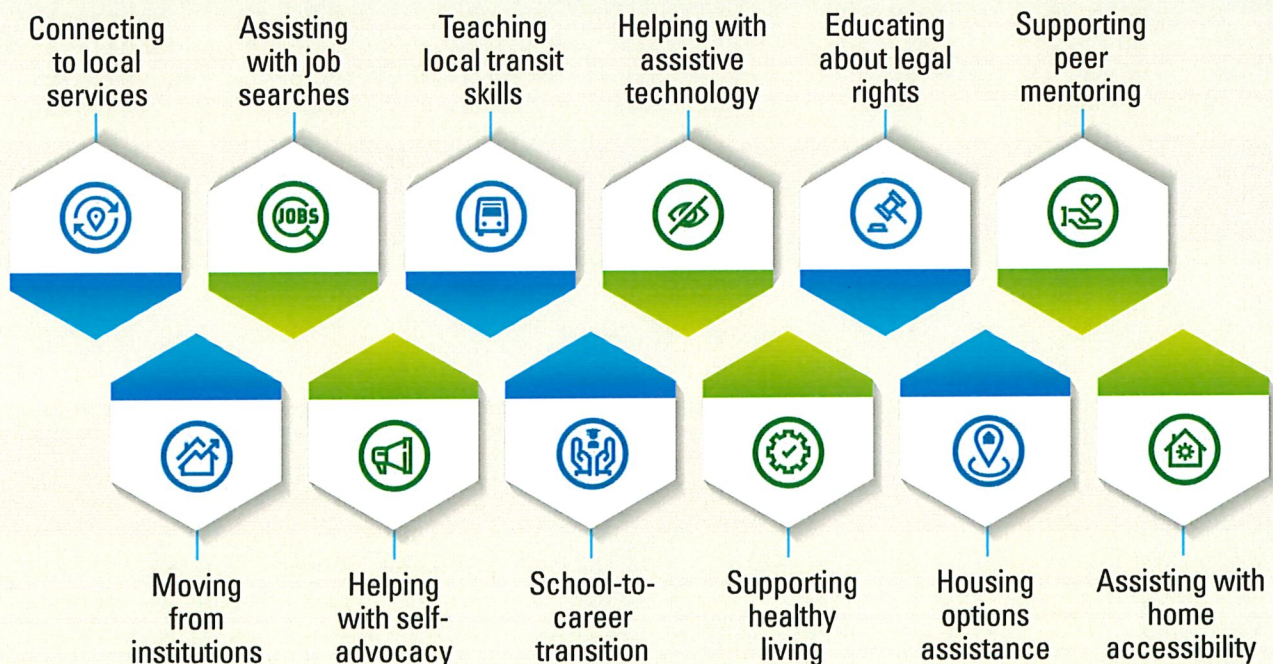 Connecting
to local
services
Assisting
with job
searches
Teaching
local transit
skills
Helping with
assistive
technology
Educating
about legal
rights
Supporting
peer
mentoring
JOBS
Moving
from
institutions
Helping
with self-
advocacy
School-to-
career
transition
Supporting
healthy
living
Housing
options
assistance
Assisting with
home
accessibility